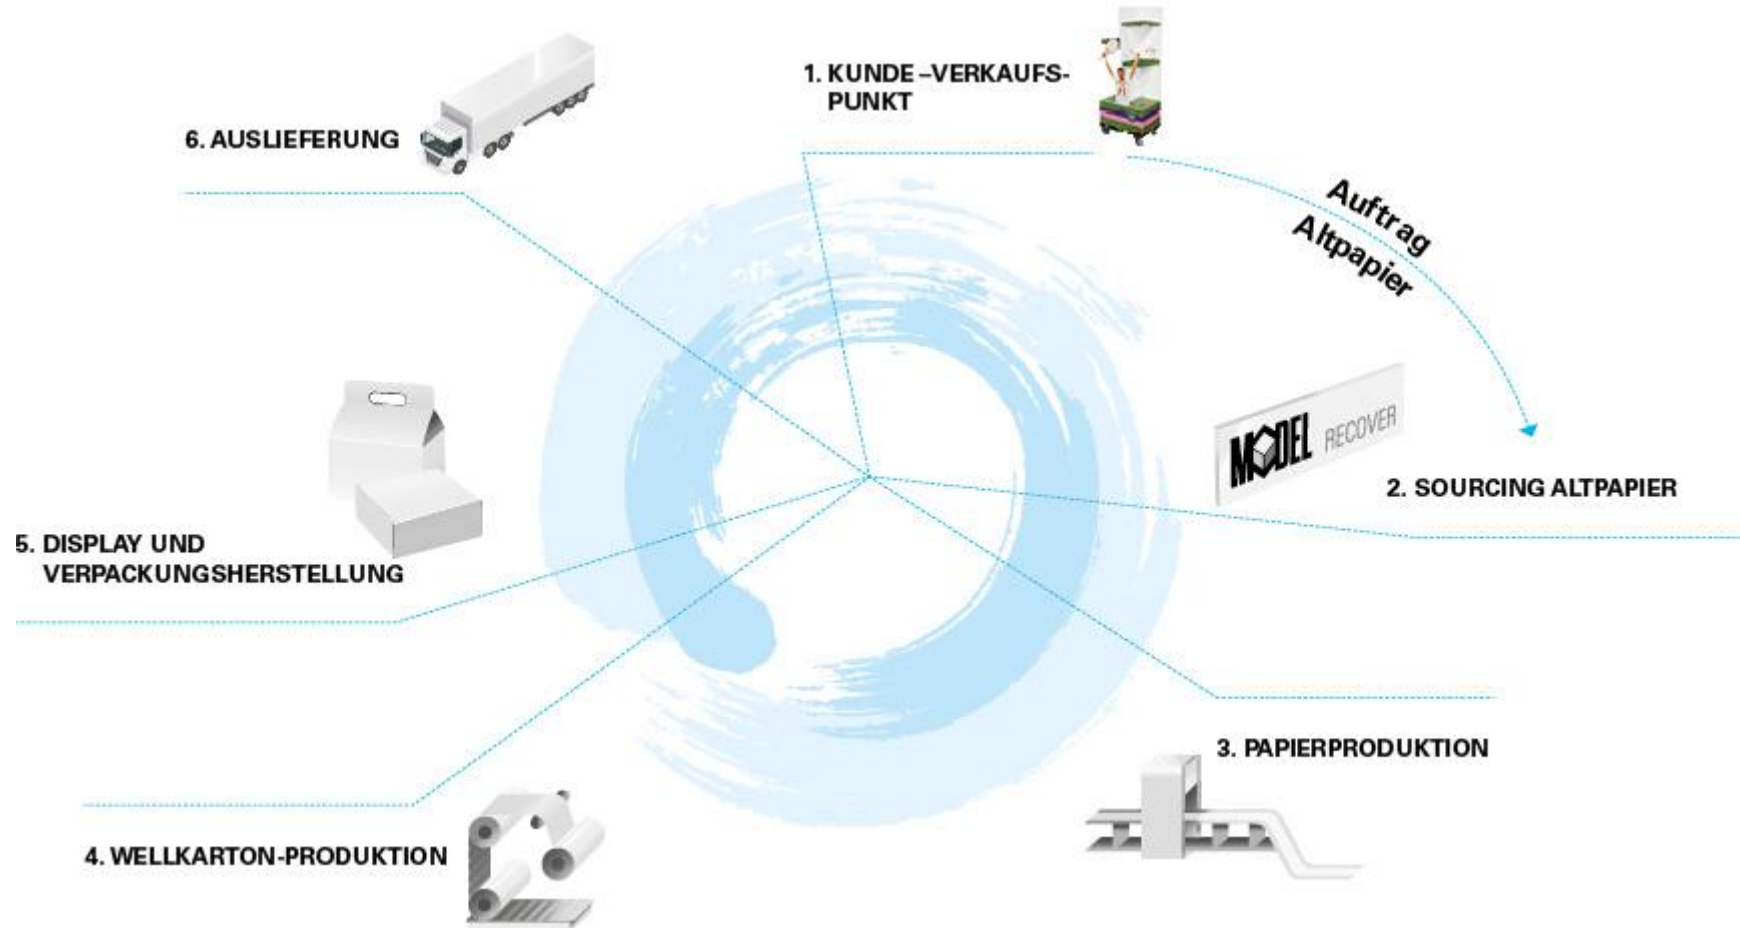 1. KUNDE–VERKAUFS-
PUNKT
Auftrag
Altpapier
MODEL RECOVER
2. SOURCING ALTPAPIER
3. PAPIERPRODUKTION
4. WELLKARTON-PRODUKTION
5. DISPLAY UND
VERPACKUNGSHERSTELLUNG
6. AUSLIEFERUNG